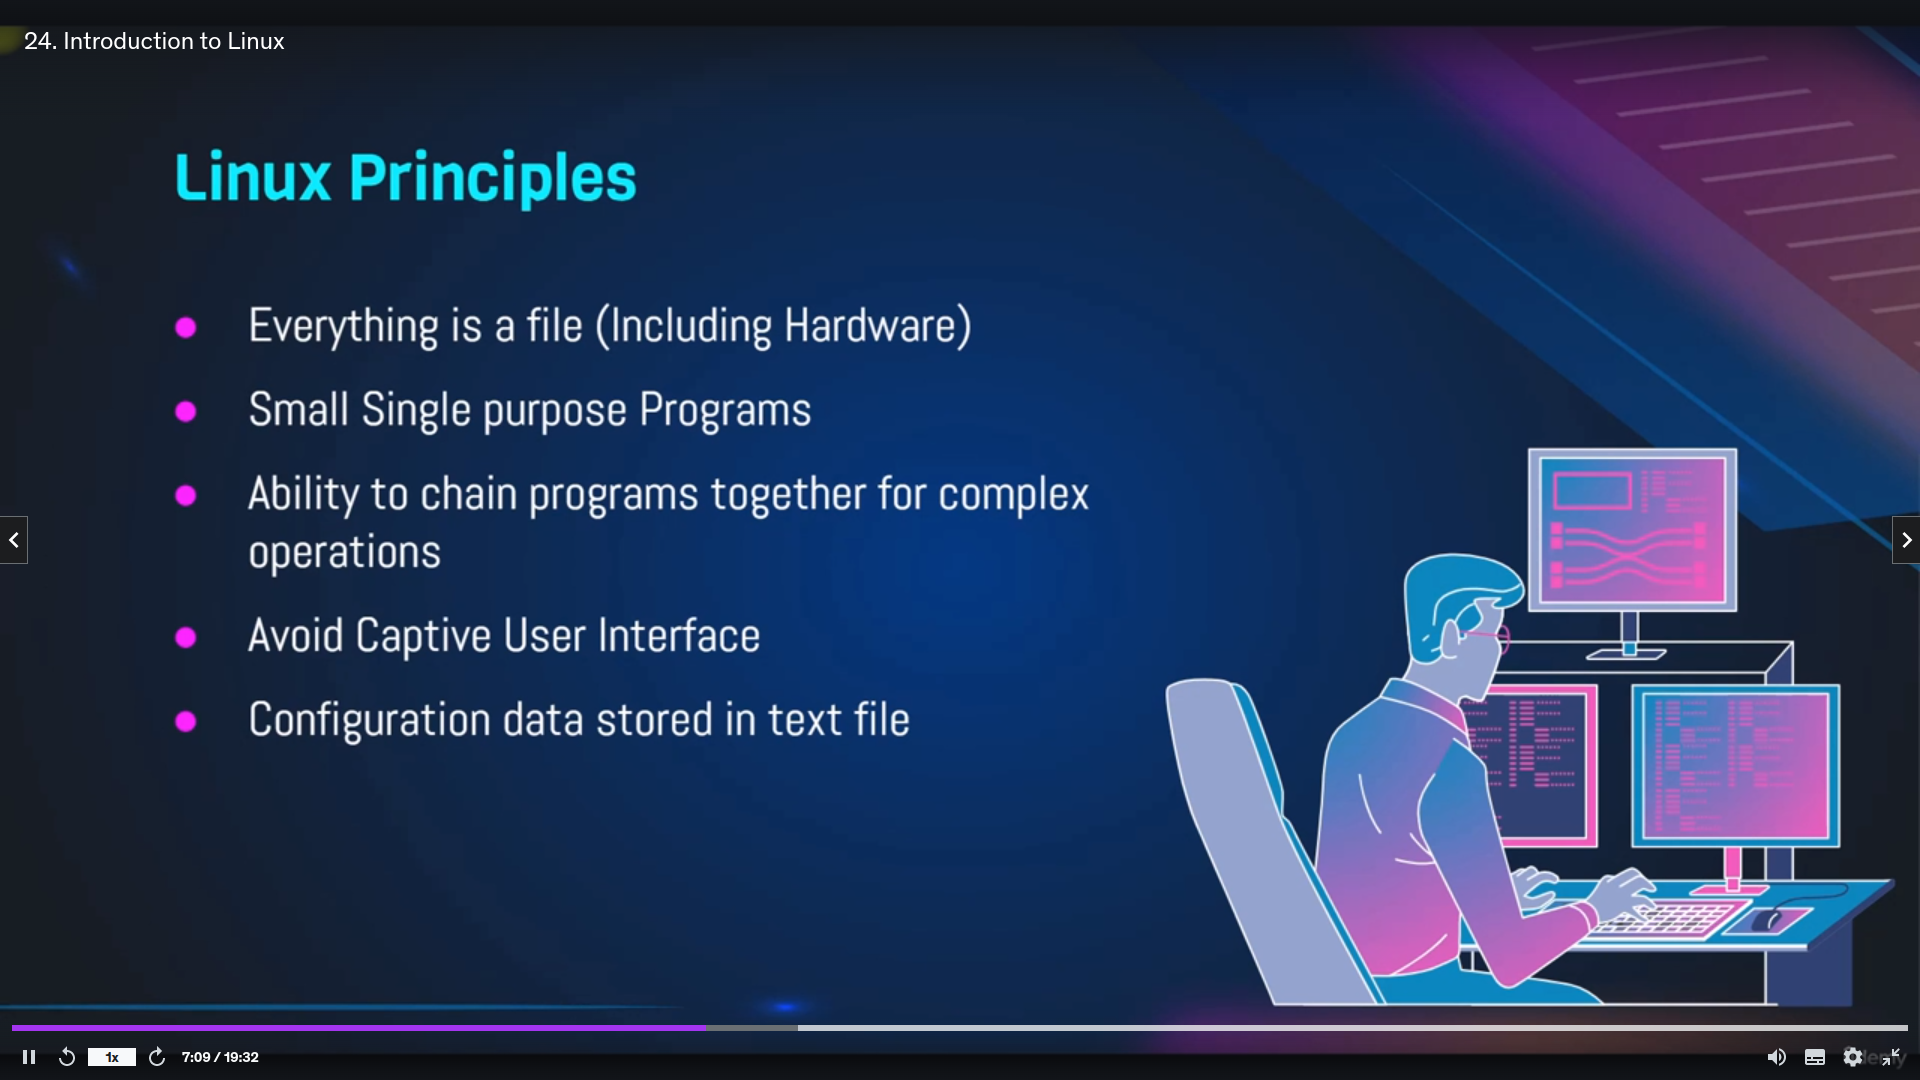 24. Introduction to Linux
Linux Principles
Everything is a file (Including Hardware)
Small Single purpose Programs
Ability to chain programs together for complex
operations
Avoid Captive User Interface
Configuration data stored in text file
1x
7:09 / 19:32